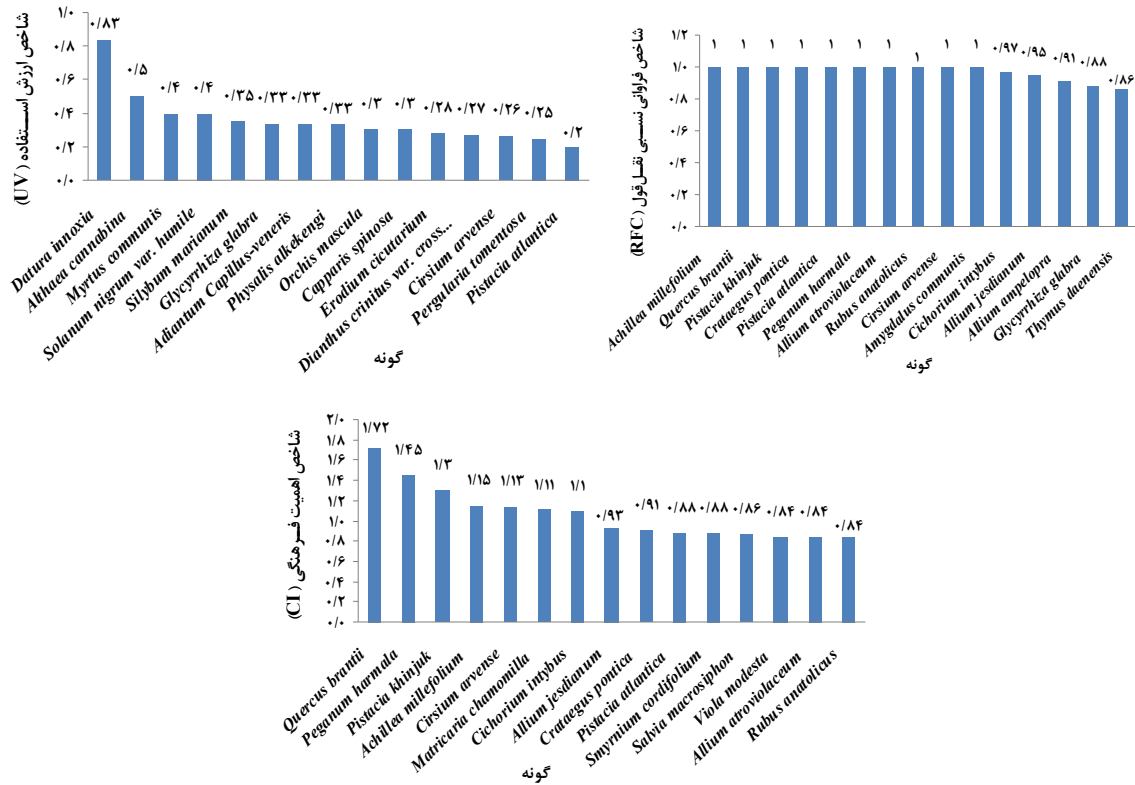 شاخص ارزش استفاده (UV)
۱/۰
۰/۸
۰/۶
۰/۴
۰/۲
۰/۰
۰/۸۳
۰/۵
۰/۴
۰/۴
۰/۳۵
۰/۳۳
۰/۳۳
۰/۳۳
۰/۳
۰/۳
۰/۲۸
۰/۲۷
۰/۲۶
۰/۲۵
۰/۲
Datura innoxia
Althaea cannabina
Myrtus communis
Solanum nigrum var. humile
Silybum marianum
Glycyrrhiza glabra
Adiantum Capillus-veneris
Physalis alkekengi
Orchis mascula
Capparis spinosa
Erodium cicutarium
Dianthus crinitus var. cross...
Cirsium arvense
Pergularia tomentosa
Pistacia atlantica
گونه
شاخص فراوانی نسبی نقل‌قول (RFC)
۱/۲
۱/۰
۰/۸
۰/۶
۰/۴
۰/۲
۰/۰
۱
۱
۱
۱
۱
۱
۱
۱
۱
۱
۰/۹۷
۰/۹۵
۰/۹۱
۰/۸۸
۰/۸۶
Achillea millefolium
Quercus brantii
Pistacia khinjuk
Crataegus pontica
Pistacia atlantica
Peganum harmala
Allium atroviolaceum
Rubus anatolicus
Cirsium arvense
Amygdalus comunis
Cichorium intybus
Allium jesdianum
Allium ampelopra
Glycyrrhiza glabra
Thymus daenensis
گونه
شاخص اهمیت فرهنگی (CI)
۲/۰
۱/۸
۱/۶
۱/۴
۱/۲
۱/۰
۰/۸
۰/۶
۰/۴
۰/۲
۰/۰
۱/۷۲
۱/۴۵
۱/۳
۱/۱۵
۱/۱۳
۱/۱۱
۱/۱
۰/۹۳
۰/۹۱
۰/۸۸
۰/۸۸
۰/۸۶
۰/۸۴
۰/۸۴
۰/۸۴
Quercus brantii
Peganum harmala
Pistacia khinjuk
Achillea millefolium
Cirsium arvense
Matricaria chamomilla
Cichorium intybus
Allium jesdianum
Crataegus pontica
Pistacia atlantica
Smyrnium cordifolium
Salvia macrosiphon
Viola modesta
Allium atroviolaceum
Rubus anatolicus
گونه